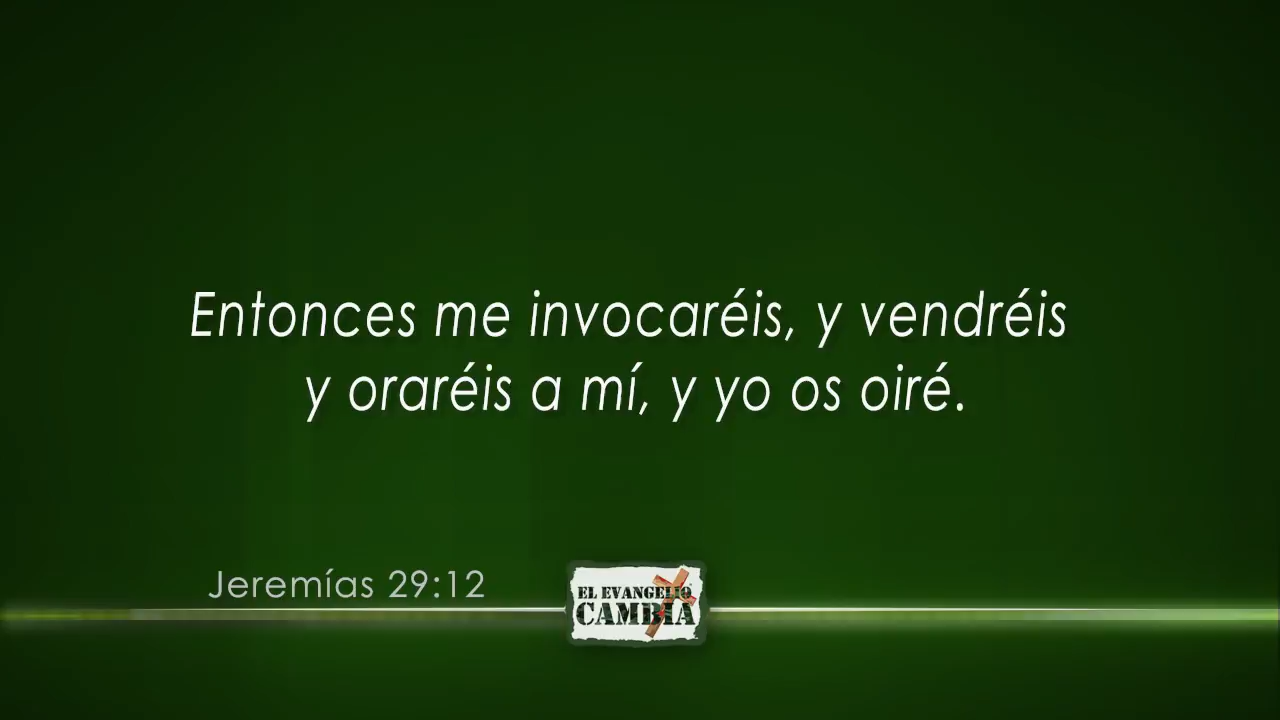 Entonces me invocaréis, y vendréis
y oraréis a mí, y yo os oiré.
Jeremías 29:12
EL EVANGELIO
CAMBIA